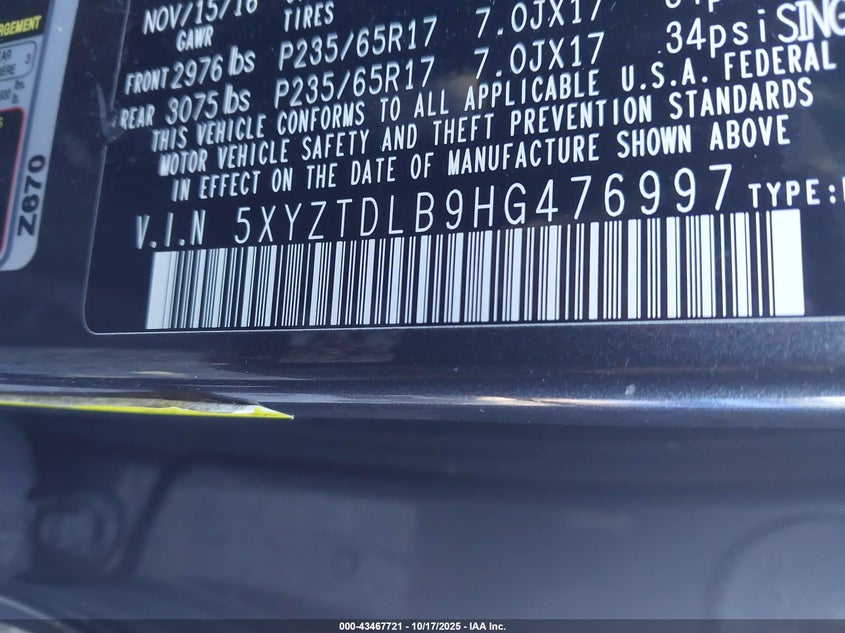 RGEMENT
3
Z670
NOV/15/16
GAWR
TIRES
FRONT 2976 lbs P235/65R17 7.0JX17
REAR 3075 lbs P235/65R17 7.0JX17 34psi SING
THIS VEHICLE CONFORMS TO ALL APPLICABLE U.S.A. FEDERAL
MOTOR VEHICLE SAFETY AND THEFT PREVENTION STANDARDS
IN EFFECT ON THE DATE OF MANUFACTURE SHOWN ABOVE
V.I.N 5XYZTDLB9HG476997 TYPE:
000-43467721 | 10/17/2025 | IAA Inc.